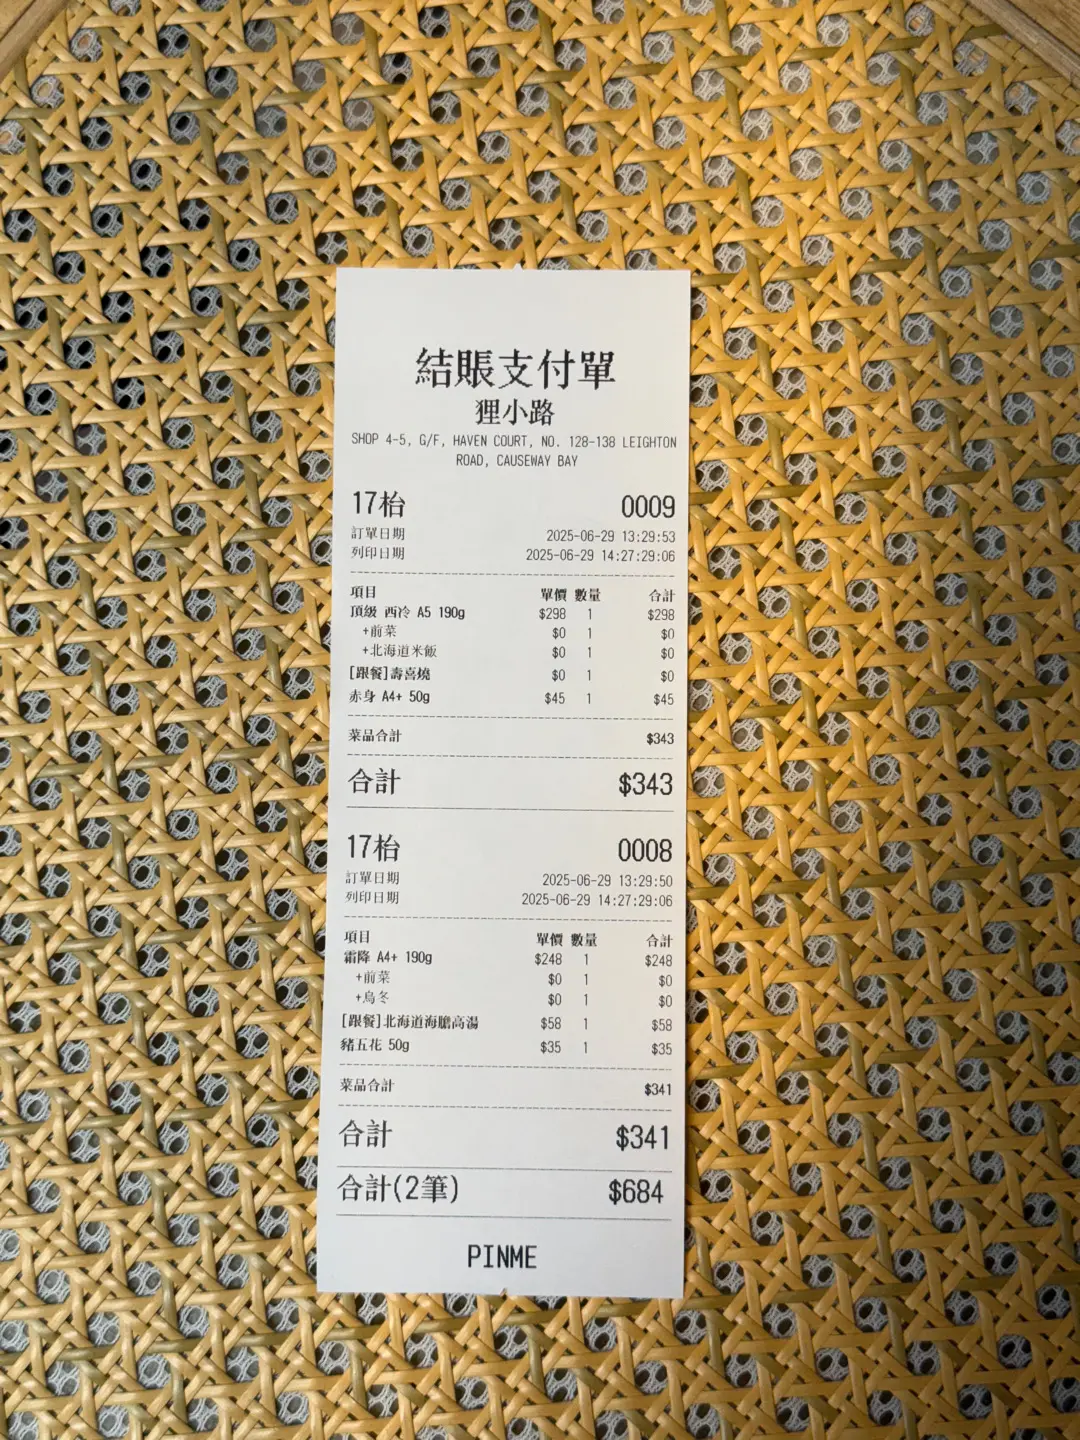 結賬支付單
狸小路
SHOP 4-5, G/F, HAVEN COURT, NO. 128-138 LEIGHTON
ROAD, CAUSEWAY BAY
17枱 0009
訂單日期 2025-06-29 13:29:53
列印日期 2025-06-29 14:27:29:06
項目 單價 數量 合計
頂級 西冷 A5 190g $298 1 $298
+前菜 $0 1 $0
+北海道米飯 $0 1 $0
[跟餐]壽喜燒 $0 1 $0
赤身 A4+ 50g $45 1 $45
菜品合計 $343
合計 $343
17枱 0008
訂單日期 2025-06-29 13:29:50
列印日期 2025-06-29 14:27:29:06
項目 單價 數量 合計
霜降 A4+ 190g $248 1 $248
+前菜 $0 1 $0
+烏冬 $0 1 $0
[跟餐]北海道海膽高湯 $58 1 $58
豬五花 50g $35 1 $35
菜品合計 $341
合計 $341
合計(2筆) $684
PINME